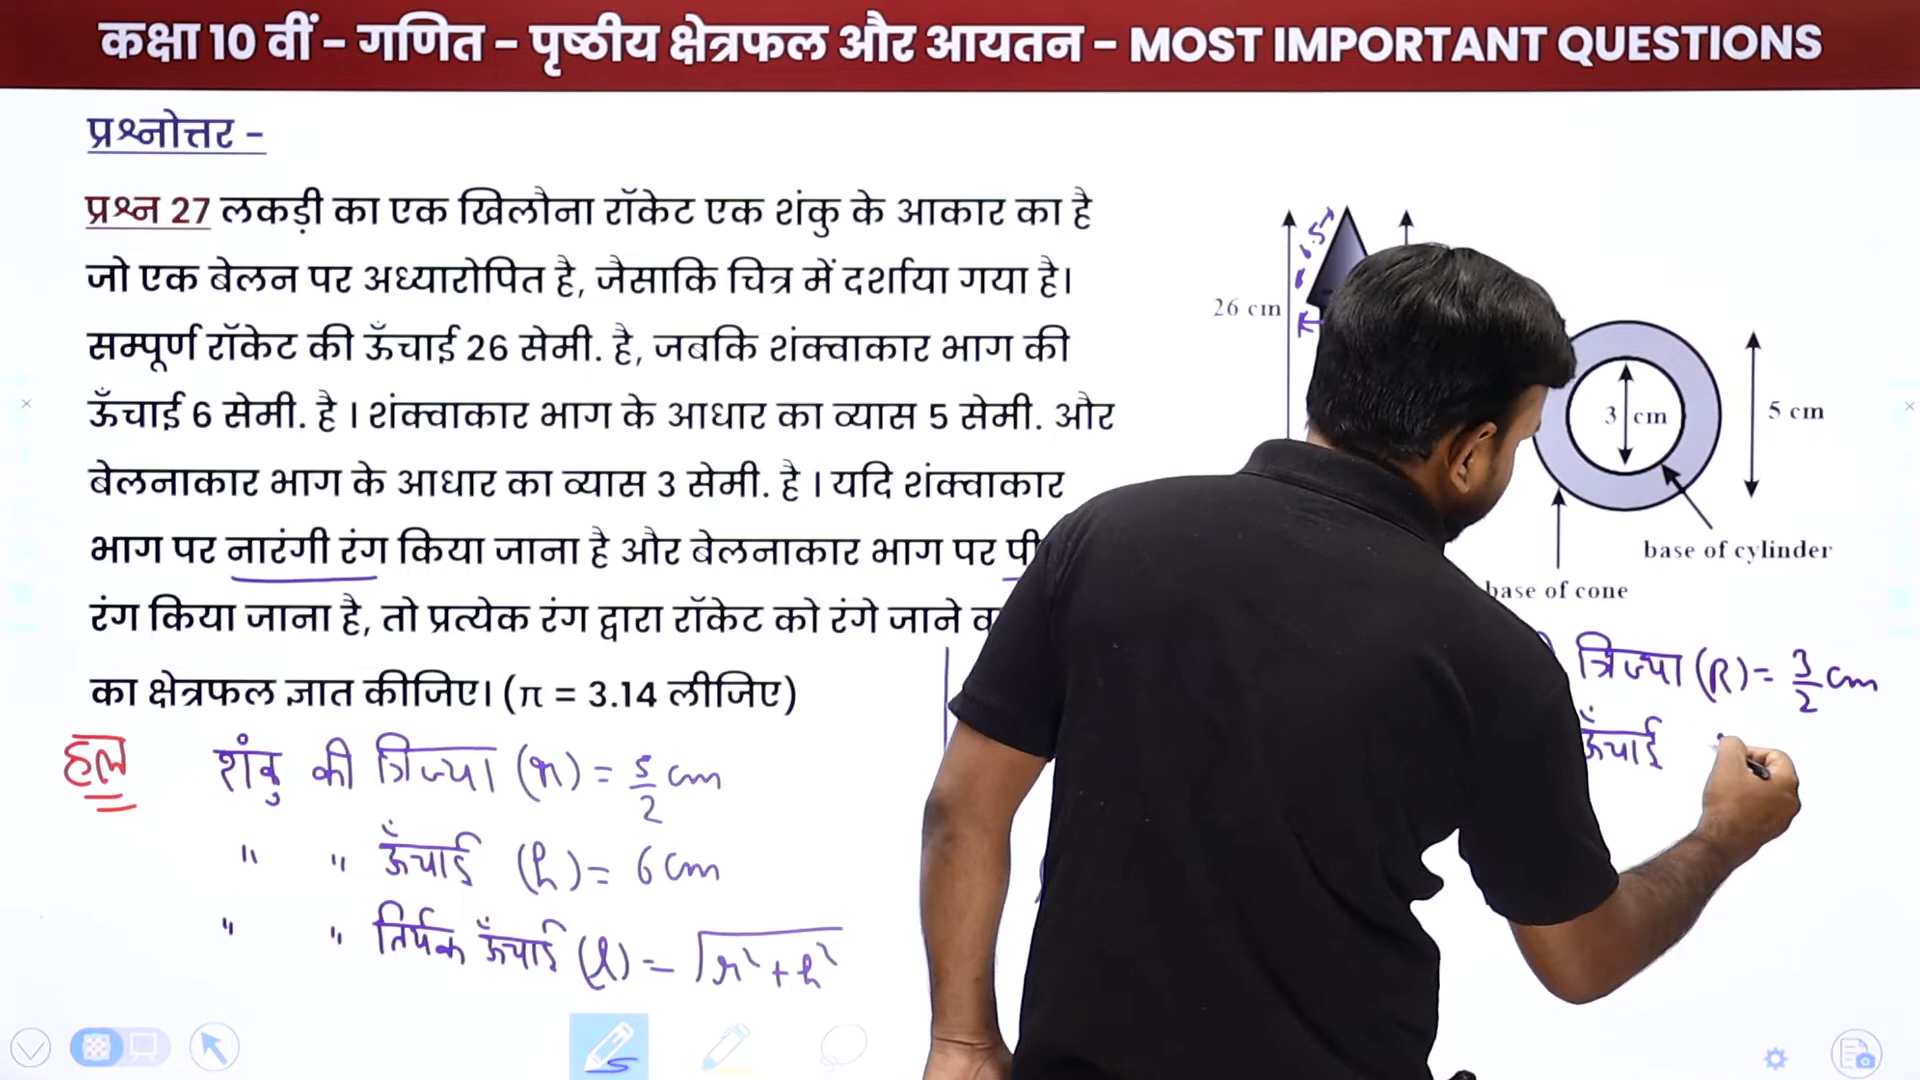 कक्षा 10 वीं – गणित – पृष्ठीय क्षेत्रफल और आयतन – MOST IMPORTANT QUESTIONS
प्रश्नोत्तर –
प्रश्न 27 लकड़ी का एक खिलौना रॉकेट एक शंकु के आकार का है
जो एक बेलन पर अध्यारोपित है, जैसाकि चित्र में दर्शाया गया है।
सम्पूर्ण रॉकेट की ऊँचाई 26 सेमी. है, जबकि शंक्वाकार भाग की
ऊँचाई 6 सेमी. है । शंक्वाकार भाग के आधार का व्यास 5 सेमी. और
बेलनाकार भाग के आधार का व्यास 3 सेमी. है । यदि शंक्वाकार
भाग पर नारंगी रंग किया जाना है और बेलनाकार भाग पर पी
रंग किया जाना है, तो प्रत्येक रंग द्वारा रॉकेट को रंगे जाने व
का क्षेत्रफल ज्ञात कीजिए। (π = 3.14 लीजिए)
26 cm
3 cm
5 cm
base of cylinder
base of cone
हल
शंकु की त्रिज्या (r) = 5/2 cm
" " ऊँचाई (h) = 6 cm
" " तिर्यक ऊँचाई (l) = √r²+h²
त्रिज्या (R) = 3/2 cm
ऊँचाई